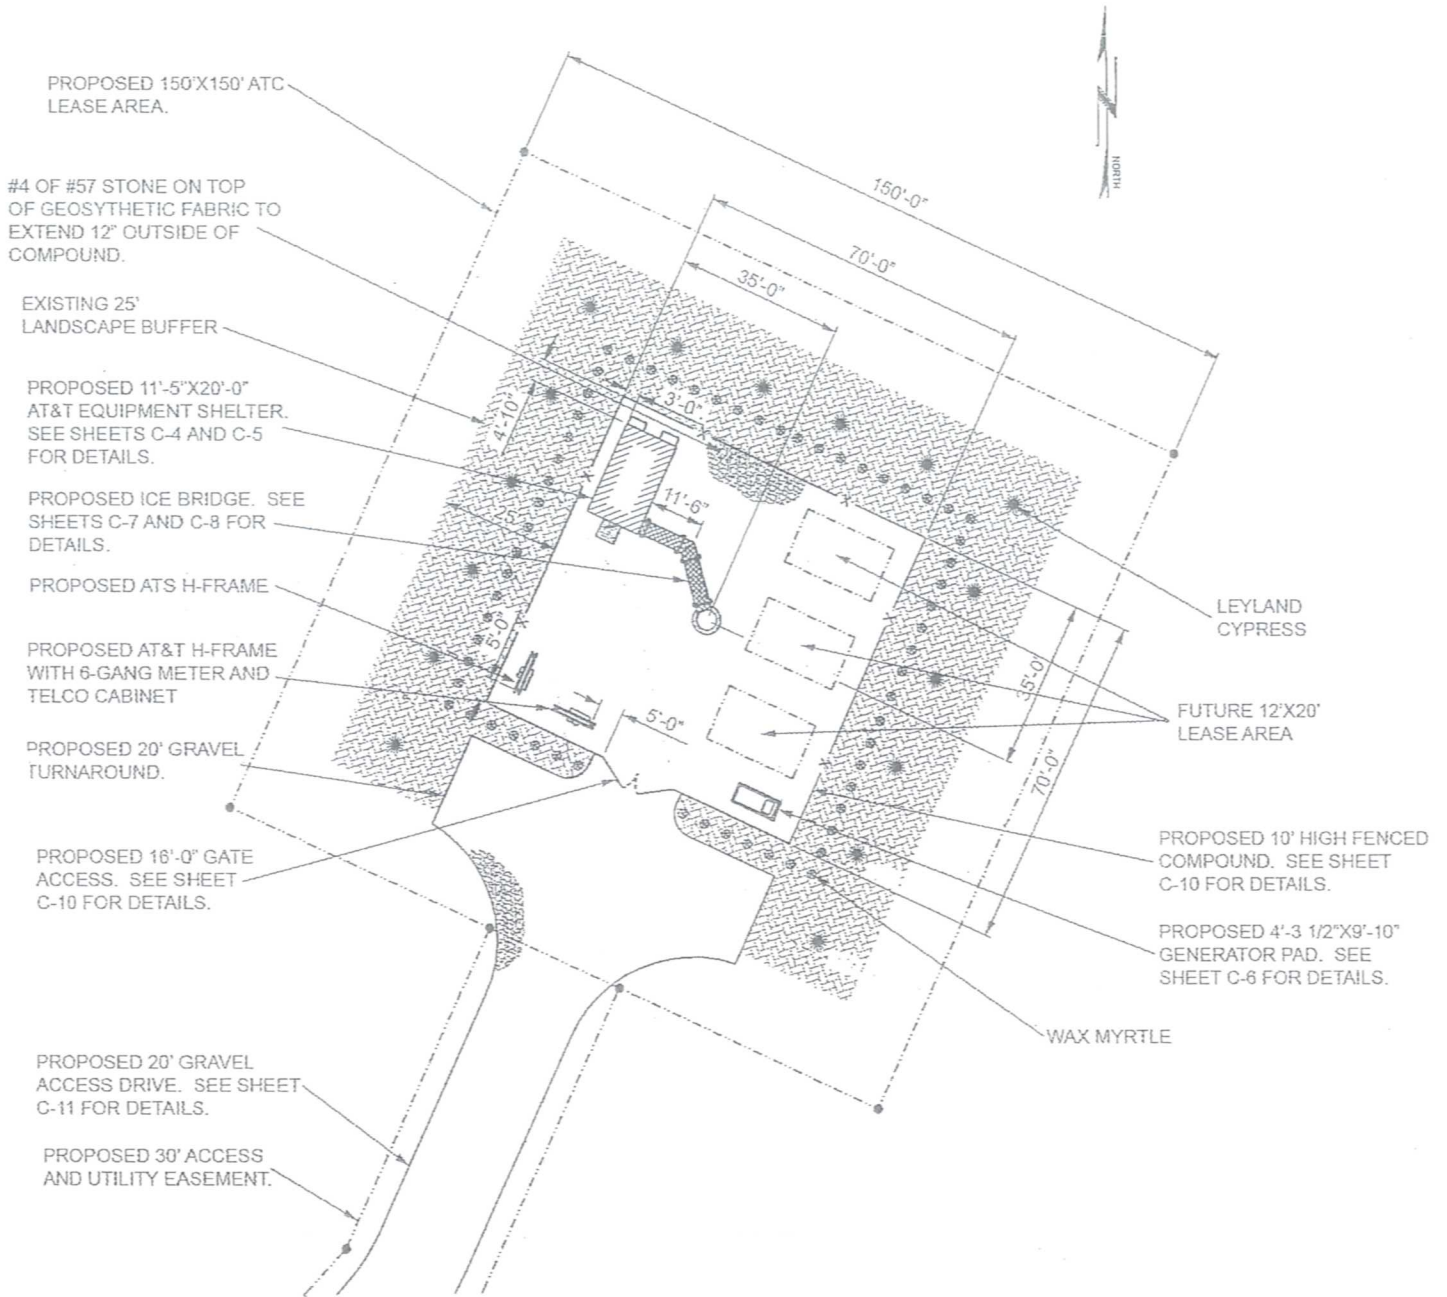 NORTH
PROPOSED 150'X150' ATC
LEASE AREA.
#4 OF #57 STONE ON TOP
OF GEOSYTHETIC FABRIC TO
EXTEND 12" OUTSIDE OF
COMPOUND.
EXISTING 25'
LANDSCAPE BUFFER
PROPOSED 11'-5"X20'-0"
AT&T EQUIPMENT SHELTER.
SEE SHEETS C-4 AND C-5
FOR DETAILS.
PROPOSED ICE BRIDGE. SEE
SHEETS C-7 AND C-8 FOR
DETAILS.
PROPOSED ATS H-FRAME
PROPOSED AT&T H-FRAME
WITH 6-GANG METER AND
TELCO CABINET
PROPOSED 20' GRAVEL
TURNAROUND.
PROPOSED 16'-0" GATE
ACCESS. SEE SHEET
C-10 FOR DETAILS.
PROPOSED 20' GRAVEL
ACCESS DRIVE. SEE SHEET
C-11 FOR DETAILS.
PROPOSED 30' ACCESS
AND UTILITY EASEMENT.
150'-0"
70'-0"
35'-0"
3'-0"
4'-10"
11'-6"
25'
5'-0"
5'-0"
35'-0"
70'-0"
LEYLAND
CYPRESS
FUTURE 12'X20'
LEASE AREA
PROPOSED 10' HIGH FENCED
COMPOUND. SEE SHEET
C-10 FOR DETAILS.
PROPOSED 4'-3 1/2"X9'-10"
GENERATOR PAD. SEE
SHEET C-6 FOR DETAILS.
WAX MYRTLE